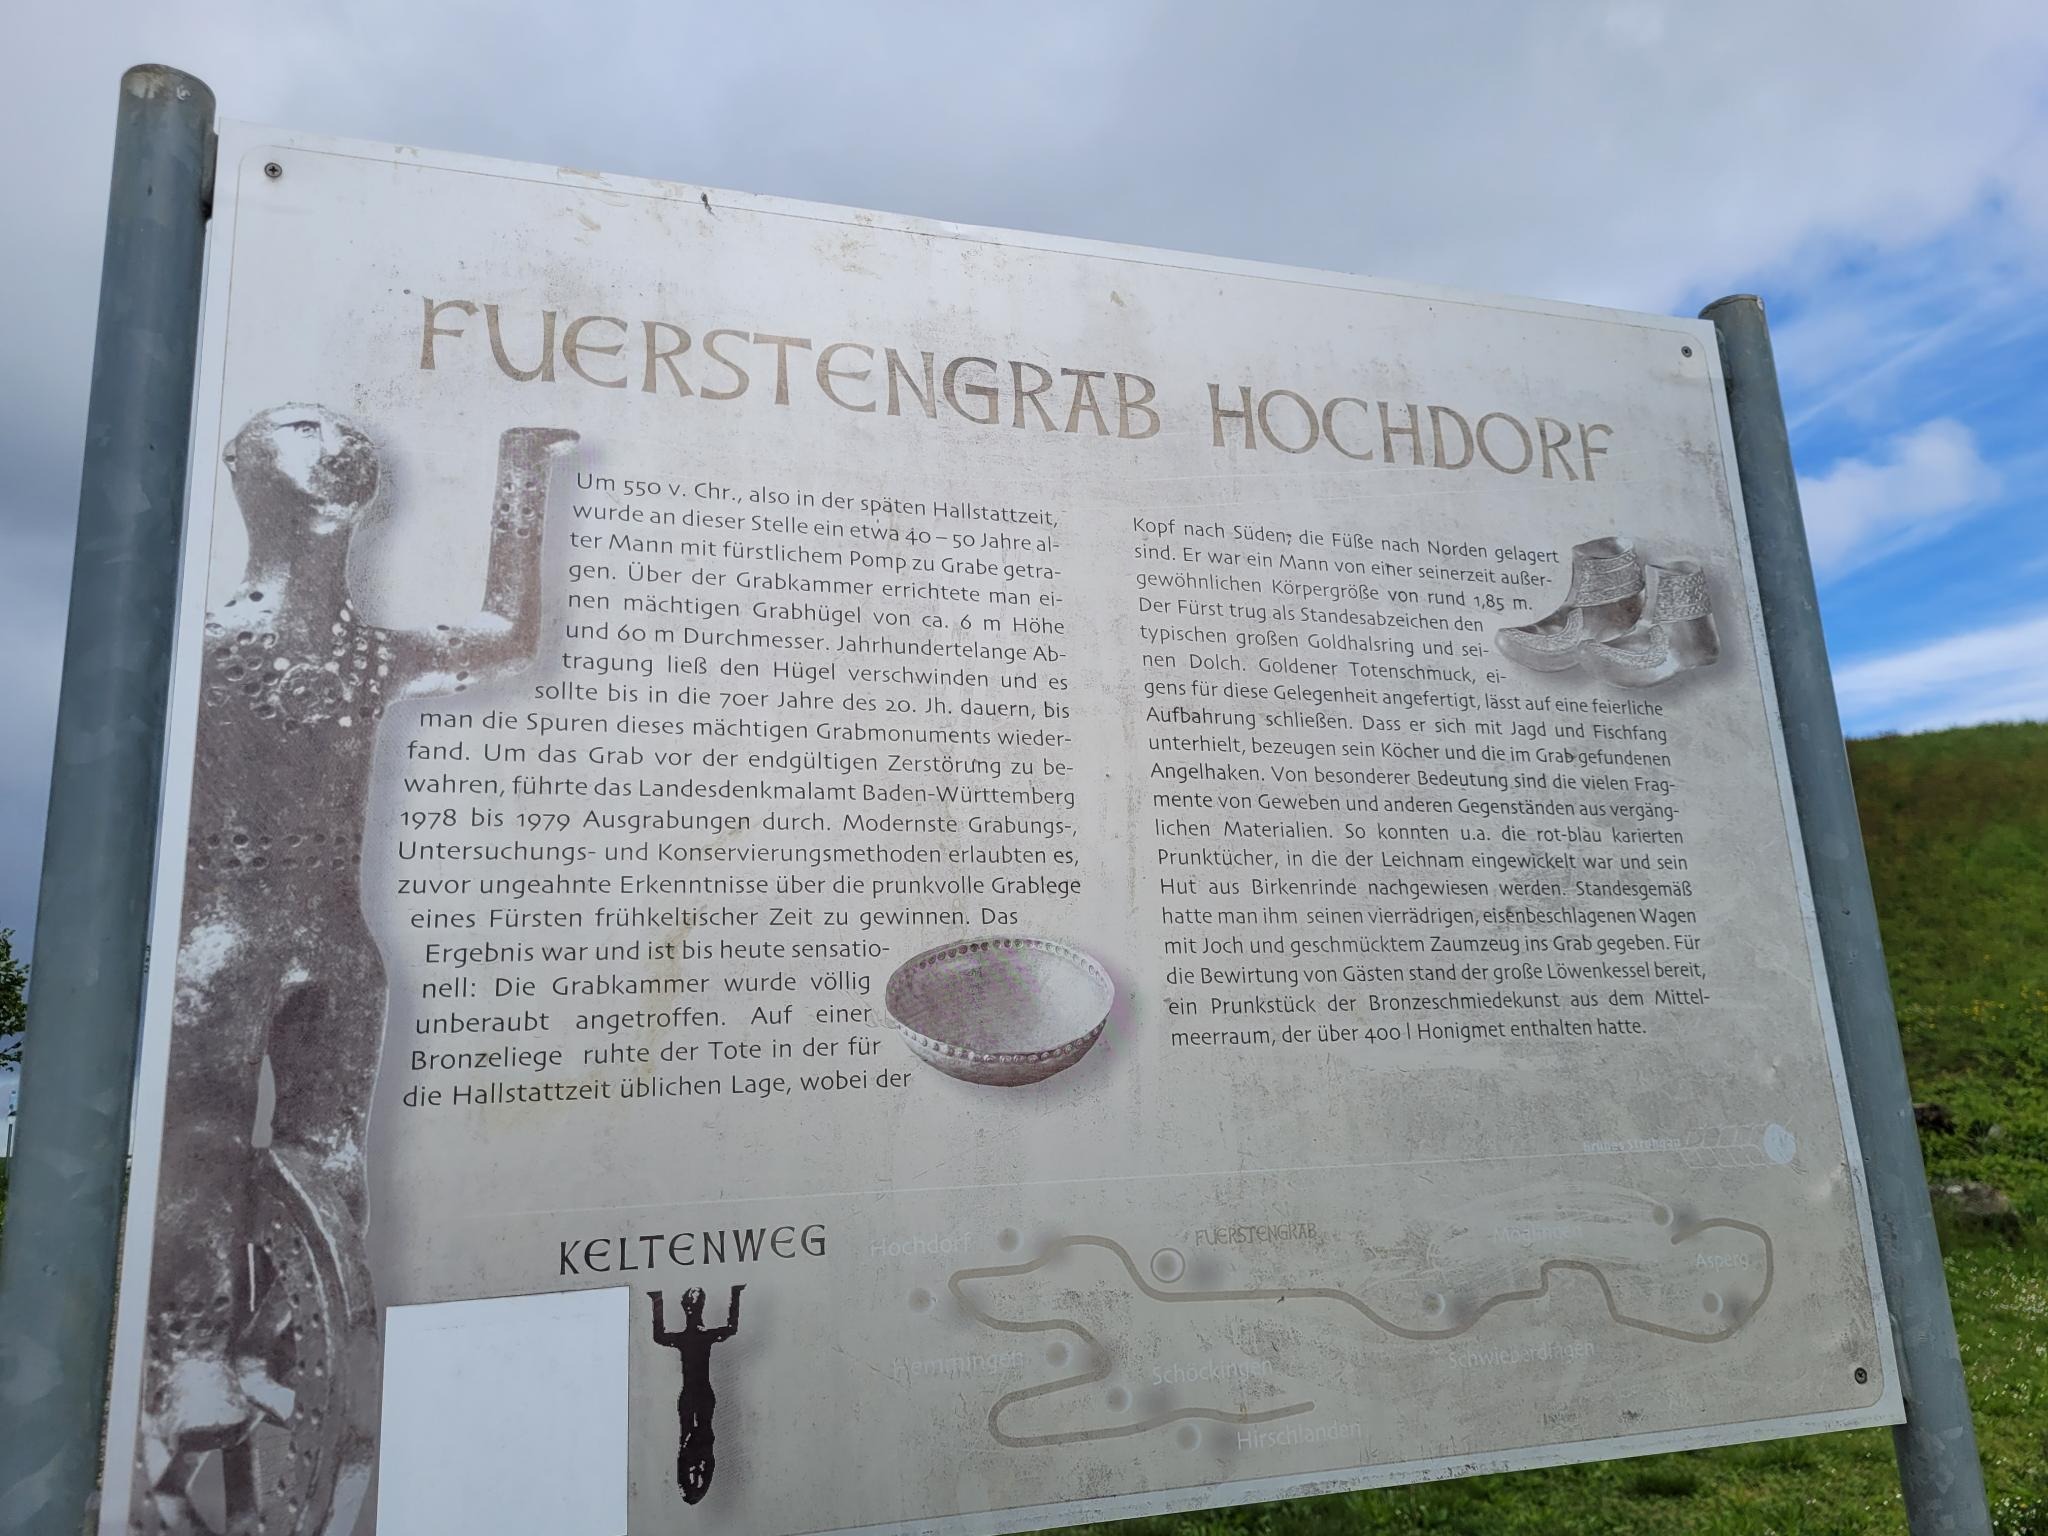 FUERSTENGRAB HOCHDORF
Um 550 v. Chr., also in der späten Hallstattzeit,
wurde an dieser Stelle ein etwa 40 – 50 Jahre al-
ter Mann mit fürstlichem Pomp zu Grabe getra-
gen. Über der Grabkammer errichtete man ei-
nen mächtigen Grabhügel von ca. 6 m Höhe
und 60 m Durchmesser. Jahrhundertelange Ab-
tragung ließ den Hügel verschwinden und es
sollte bis in die 70er Jahre des 20. Jh. dauern, bis
man die Spuren dieses mächtigen Grabmonuments wieder-
fand. Um das Grab vor der endgültigen Zerstörung zu be-
wahren, führte das Landesdenkmalamt Baden-Württemberg
1978 bis 1979 Ausgrabungen durch. Modernste Grabungs-,
Untersuchungs- und Konservierungsmethoden erlaubten es,
zuvor ungeahnte Erkenntnisse über die prunkvolle Grablege
eines Fürsten frühkeltischer Zeit zu gewinnen. Das
Ergebnis war und ist bis heute sensatio-
nell: Die Grabkammer wurde völlig
unberaubt angetroffen. Auf einer
Bronzeliege ruhte der Tote in der für
die Hallstattzeit üblichen Lage, wobei der
Kopf nach Süden, die Füße nach Norden gelagert
sind. Er war ein Mann von einer seinerzeit außer-
gewöhnlichen Körpergröße von rund 1,85 m.
Der Fürst trug als Standesabzeichen den
typischen großen Goldhalsring und sei-
nen Dolch. Goldener Totenschmuck, ei-
gens für diese Gelegenheit angefertigt, lässt auf eine feierliche
Aufbahrung schließen. Dass er sich mit Jagd und Fischfang
unterhielt, bezeugen sein Köcher und die im Grab gefundenen
Angelhaken. Von besonderer Bedeutung sind die vielen Frag-
mente von Geweben und anderen Gegenständen aus vergäng-
lichen Materialien. So konnten u.a. die rot-blau karierten
Prunktücher, in die der Leichnam eingewickelt war und sein
Hut aus Birkenrinde nachgewiesen werden. Standesgemäß
hatte man ihm seinen vierrädrigen, eisenbeschlagenen Wagen
mit Joch und geschmücktem Zaumzeug ins Grab gegeben. Für
die Bewirtung von Gästen stand der große Löwenkessel bereit,
ein Prunkstück der Bronzeschmiedekunst aus dem Mittel-
meerraum, der über 400 l Honigmet enthalten hatte.
KELTENWEG
Hochdorf
FUERSTENGRAB
Asperg
Hemmingen
Schöckingen
Schwieberdingen
Hirschlanden